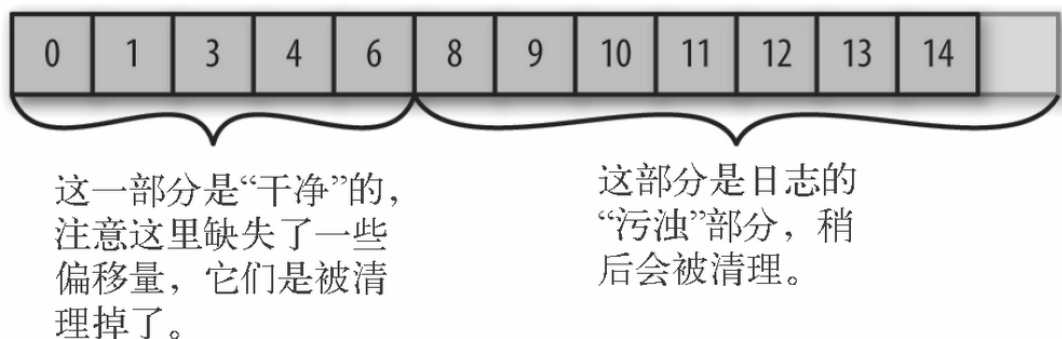 0 1 3 4 6 8 9 10 11 12 13 14
这一部分是“干净”的，
注意这里缺失了一些
偏移量，它们是被清
理掉了。
这部分是日志的
“污浊”部分，稍
后会被清理。